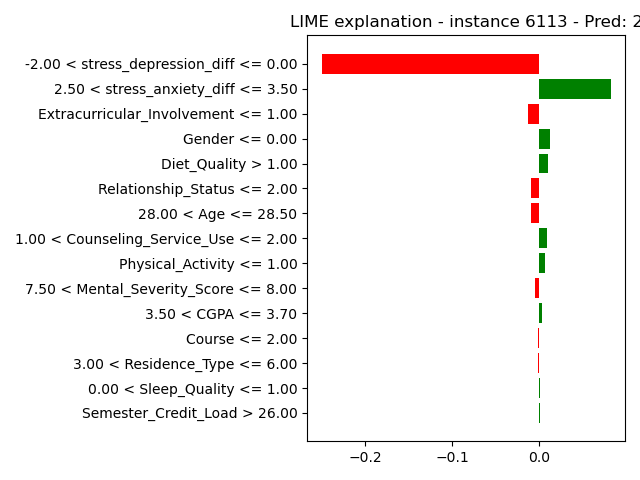 LIME explanation - instance 6113 - Pred: 2
-2.00 < stress_depression_diff <= 0.00
2.50 < stress_anxiety_diff <= 3.50
Extracurricular_Involvement <= 1.00
Gender <= 0.00
Diet_Quality > 1.00
Relationship_Status <= 2.00
28.00 < Age <= 28.50
1.00 < Counseling_Service_Use <= 2.00
Physical_Activity <= 1.00
7.50 < Mental_Severity_Score <= 8.00
3.50 < CGPA <= 3.70
Course <= 2.00
3.00 < Residence_Type <= 6.00
0.00 < Sleep_Quality <= 1.00
Semester_Credit_Load > 26.00
−0.2 −0.1 0.0